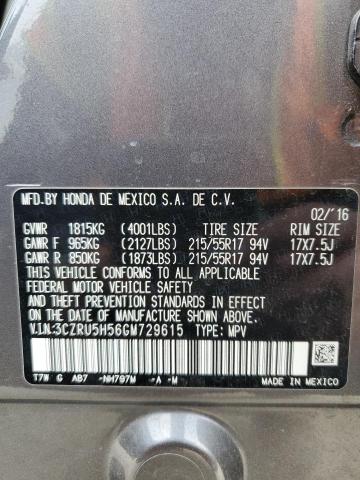 MFD.BY HONDA DE MEXICO S.A. DE C.V.
02/'16
GVWR 1815KG (4001LBS) TIRE SIZE RIM SIZE
GAWR F 965KG (2127LBS) 215/55R17 94V 17X7.5J
GAWR R 850KG (1873LBS) 215/55R17 94V 17X7.5J
THIS VEHICLE CONFORMS TO ALL APPLICABLE
FEDERAL MOTOR VEHICLE SAFETY STANDARDS IN EFFECT
ON THE DATE OF MANUFACTURE SHOWN ABOVE.
V.I.N.:3CZRU5H56GM729615 TYPE: MPV
T7W G AB7 -NH797M -A -M
MADE IN MEXICO